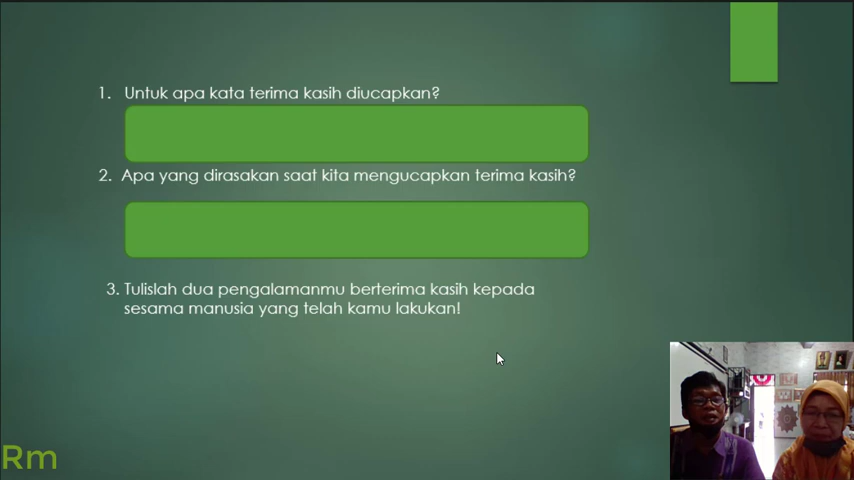 1. Untuk apa kata terima kasih diucapkan?
2. Apa yang dirasakan saat kita mengucapkan terima kasih?
3. Tulislah dua pengalamanmu berterima kasih kepada
sesama manusia yang telah kamu lakukan!
Rm